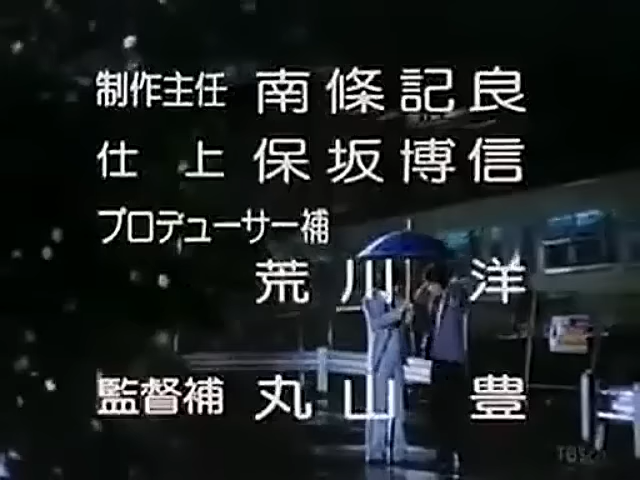 制作主任 南條記良
仕上 保坂博信
プロデューサー補
荒川洋
監督補 丸山豊